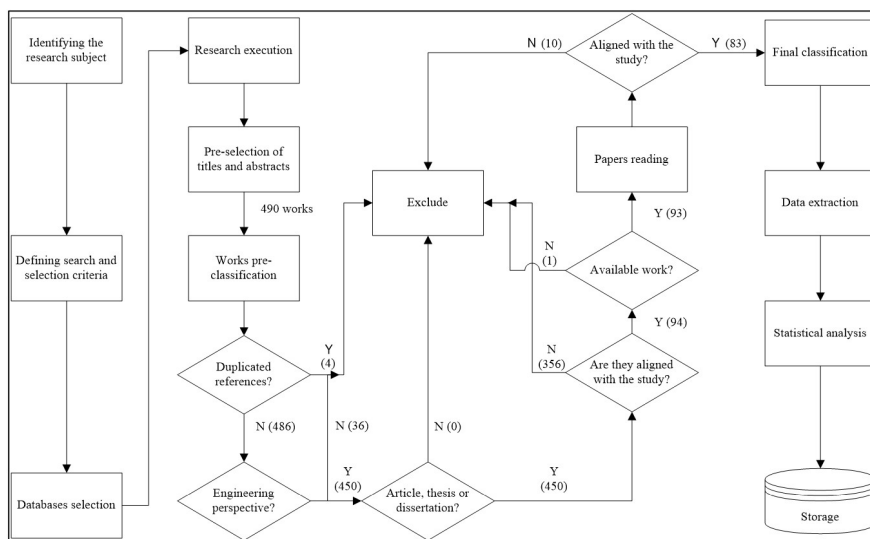 Identifying the
research subject
Defining search and
selection criteria
Databases selection
Research execution
Pre-selection of
titles and abstracts
490 works
Works pre-
classification
Duplicated
references?
Y
(4)
N (486)
N (36)
Engineering
perspective?
Y
(450)
Article, thesis or
dissertation?
N (0)
Y
(450)
Exclude
Are they aligned
with the study?
N
(356)
Y (94)
Available work?
N
(1)
Y (93)
Papers reading
Aligned with the
study?
N (10)
Y (83)
Final classification
Data extraction
Statistical analysis
Storage